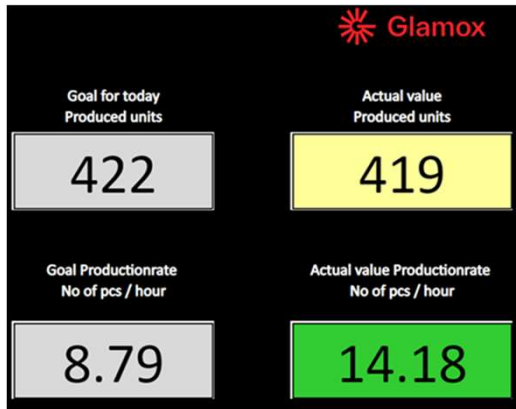 Glamox
Goal for today
Produced units
422
Actual value
Produced units
419
Goal Productionrate
No of pcs / hour
8.79
Actual value Productionrate
No of pcs / hour
14.18